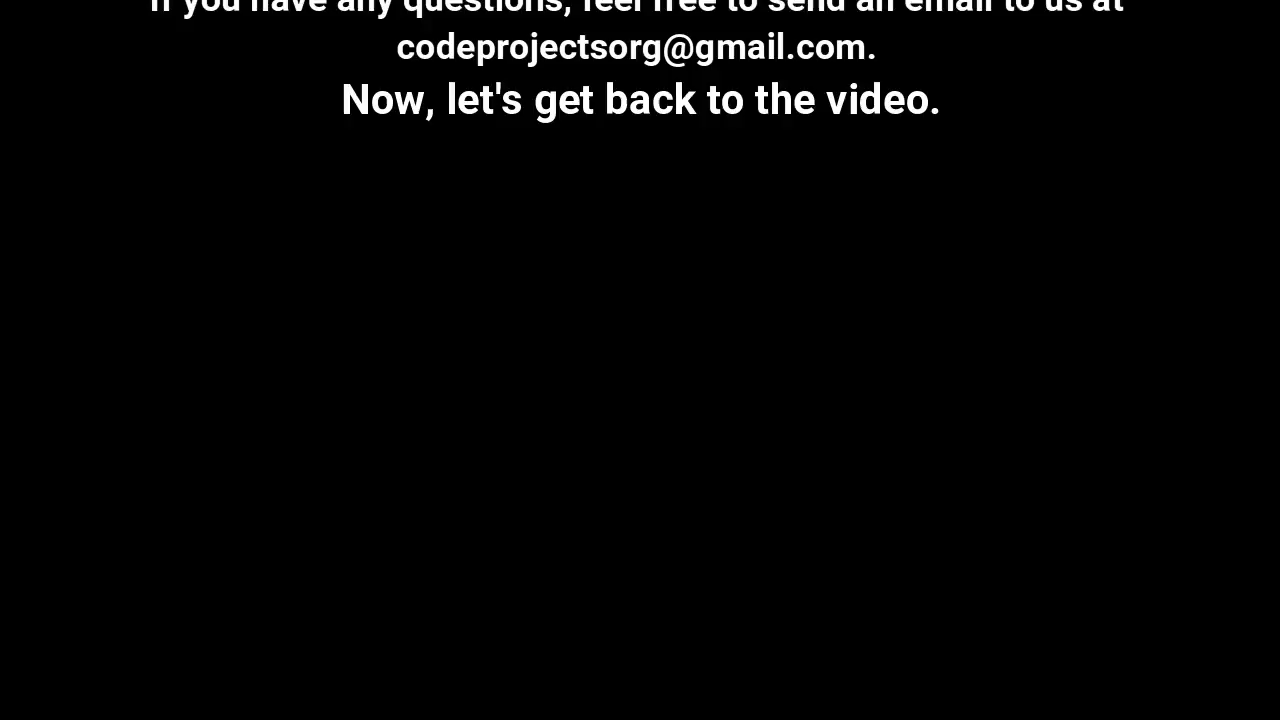 If you have any questions, feel free to send an email to us at
codeprojectsorg@gmail.com.
Now, let's get back to the video.